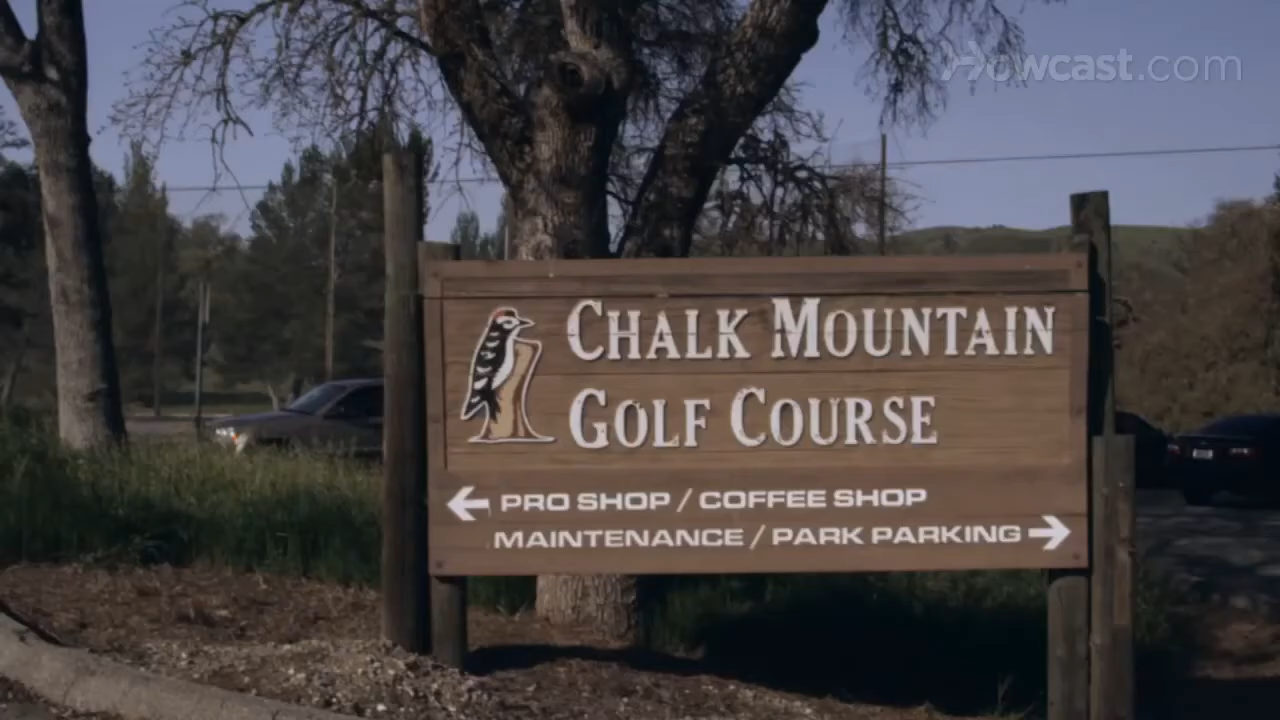 Howcast.com
CHALK MOUNTAIN
GOLF COURSE
← PRO SHOP / COFFEE SHOP
MAINTENANCE / PARK PARKING →